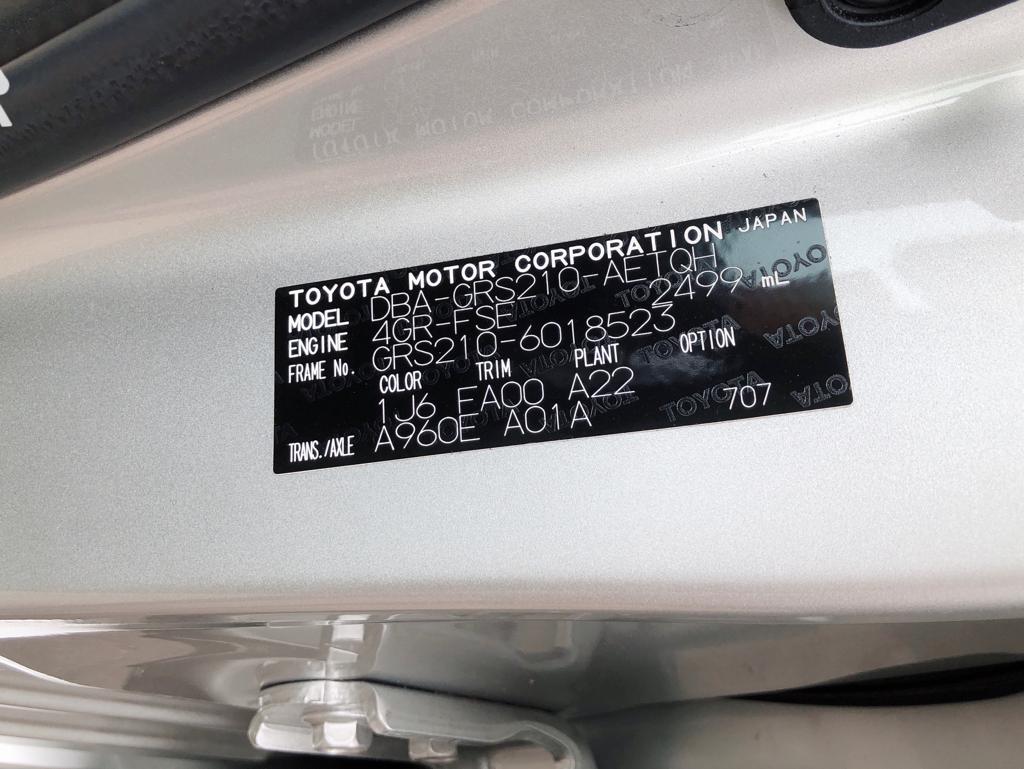 TOYOTA MOTOR CORPORATION JAPAN
MODEL DBA-GRS210-AETQH
ENGINE 4GR-FSE 2499 mL
FRAME No. GRS210-6018523
COLOR TRIM PLANT OPTION
1J6 EA00 A22
TRANS./AXLE A960E A01A 707